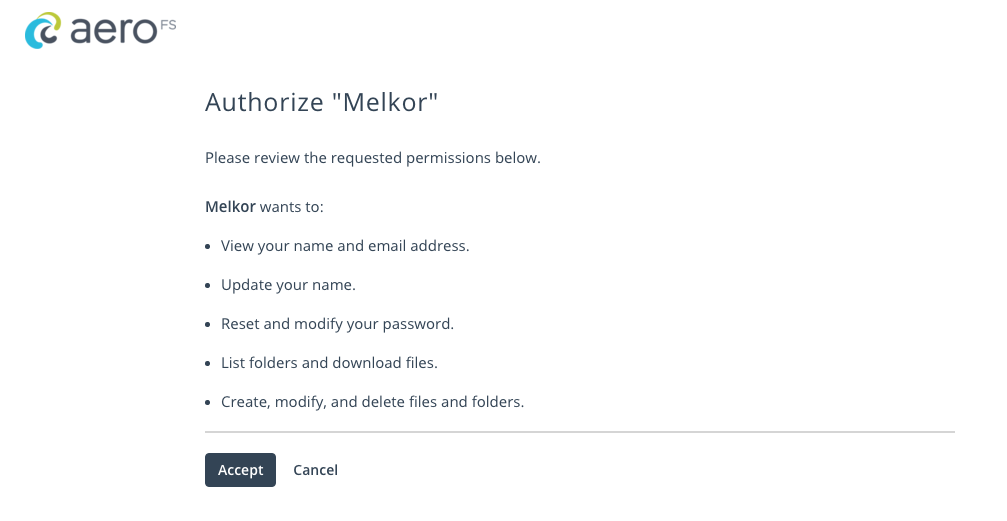 aeroFS
Authorize "Melkor"
Please review the requested permissions below.
Melkor wants to:
• View your name and email address.
• Update your name.
• Reset and modify your password.
• List folders and download files.
• Create, modify, and delete files and folders.
Accept Cancel